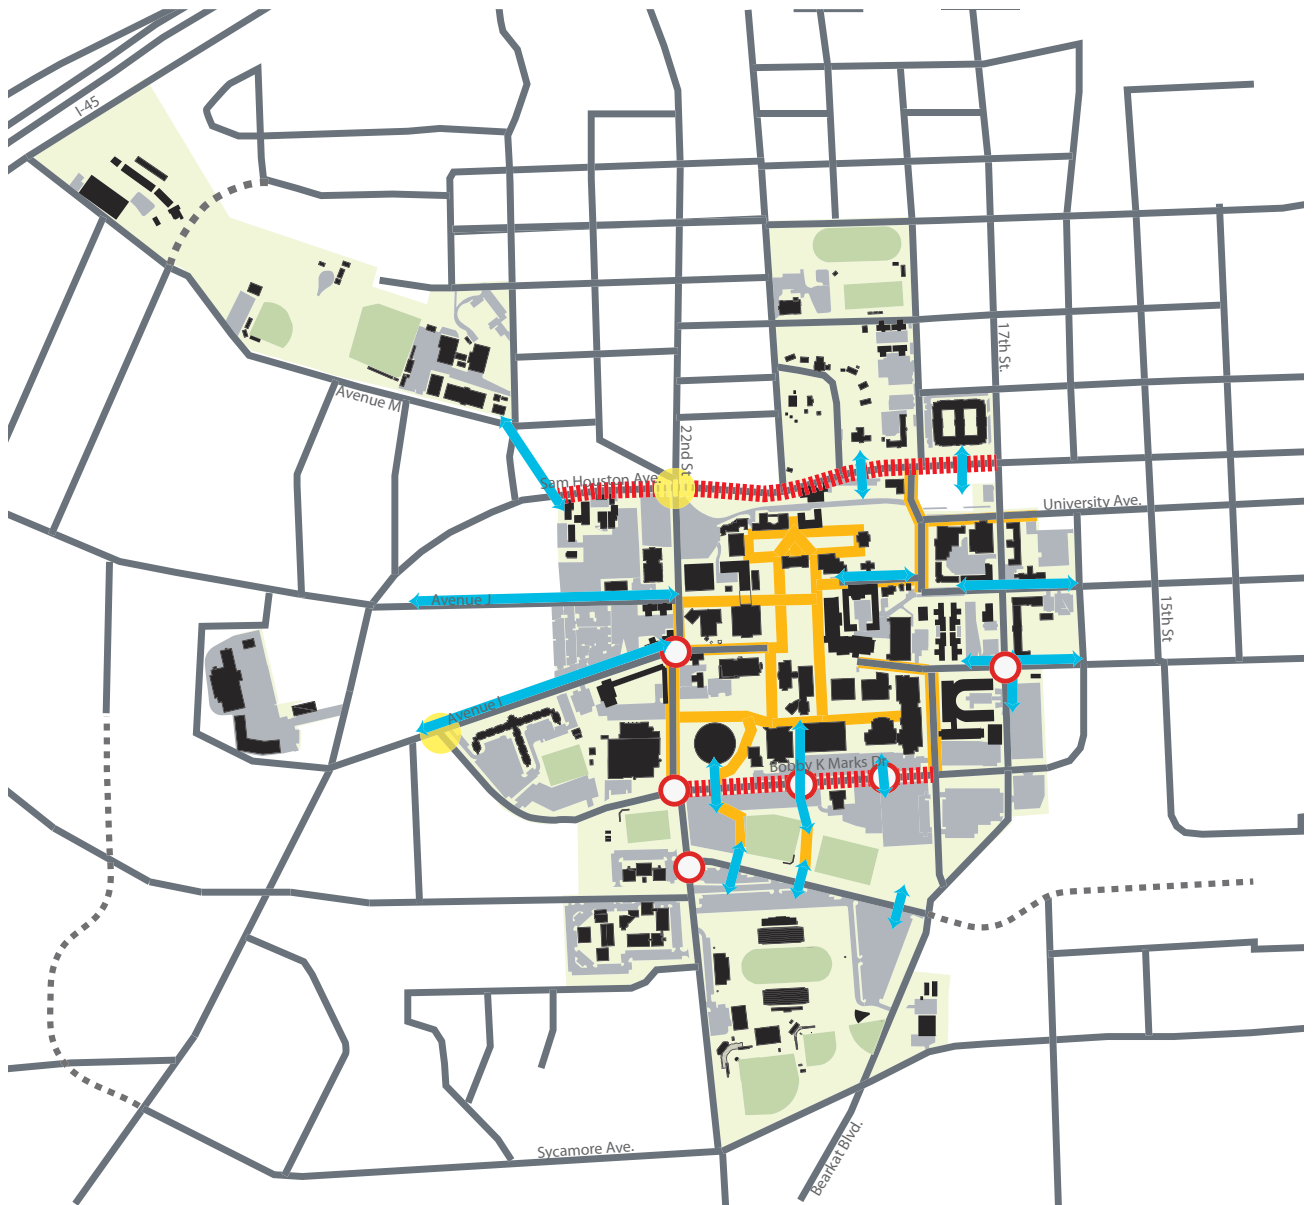 I-45
17th St.
Avenue M
22nd St.
Sam Houston Ave.
University Ave.
Avenue J
15th St
Avenue I
Bobby K Marks Dr.
Sycamore Ave.
Bearkat Blvd.